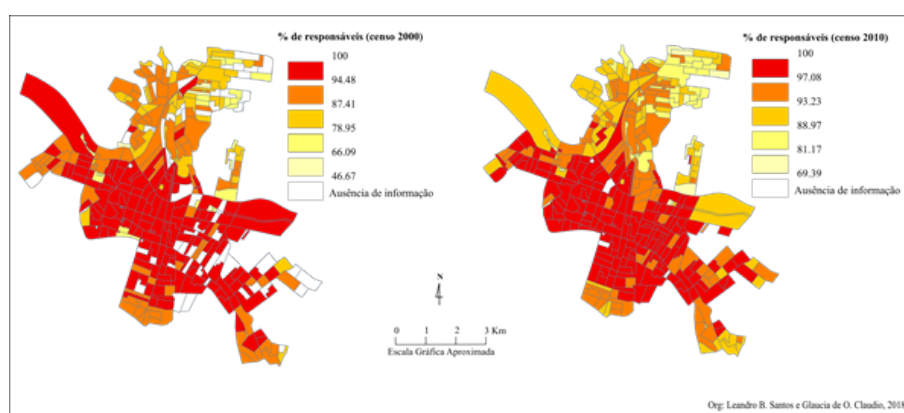 % de responsáveis (censo 2000)
100
94.48
87.41
78.95
66.09
46.67
Ausência de informação
% de responsáveis (censo 2010)
100
97.08
93.23
88.97
81.17
69.39
Ausência de informação
N
0 1 2 3 Km
Escala Gráfica Aproximada
Org: Leandro B. Santos e Glaucia de O. Claudio, 2018